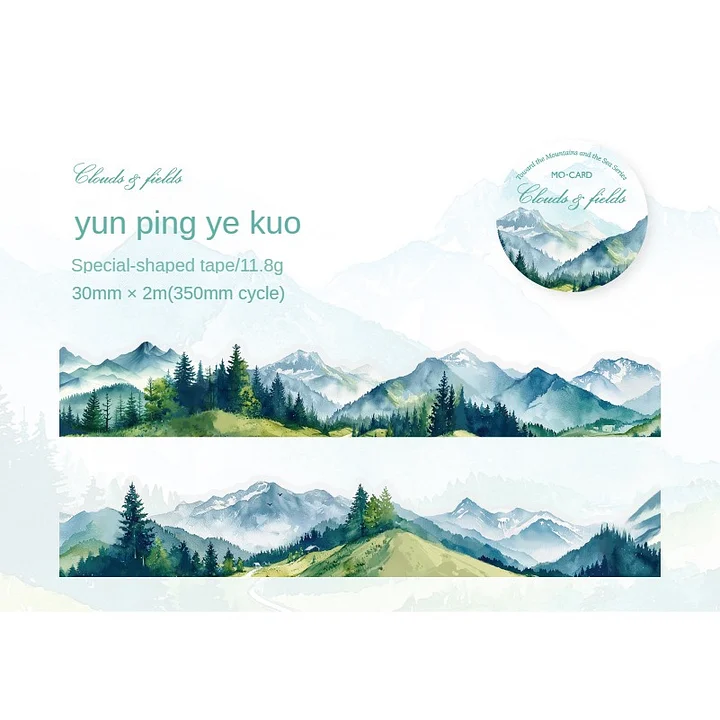 Clouds & fields
yun ping ye kuo
Special-shaped tape/11.8g
30mm × 2m(350mm cycle)
Toward the Mountains and the Sea Series
MO·CARD
Clouds & fields